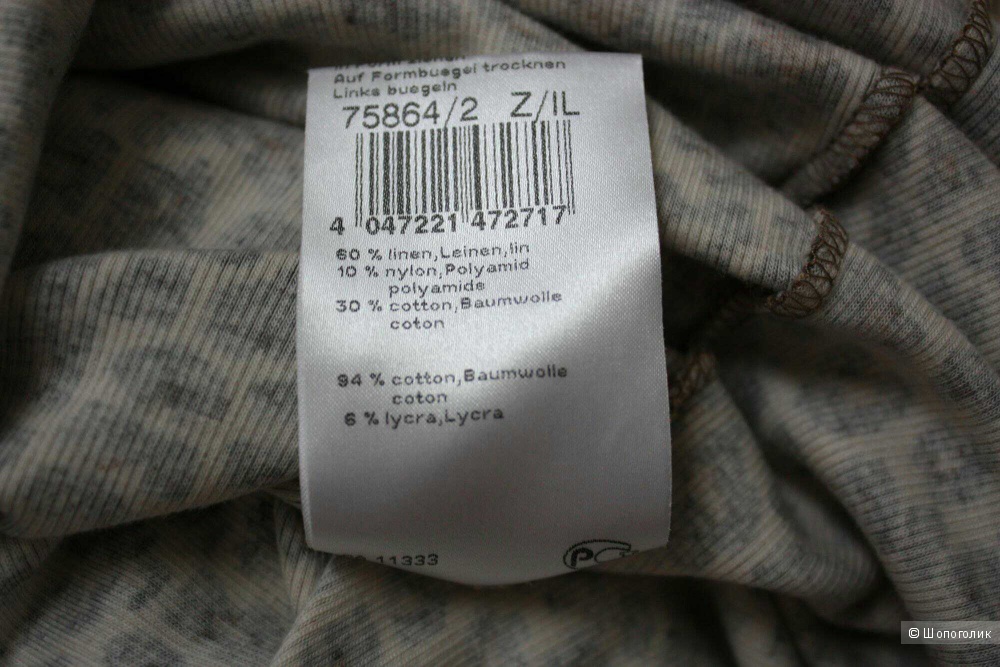 Auf Formbuegel trocknen
Links buegeln
75864/2 Z/IL
4 047221 472717
60 % linen,Leinen,lin
10 % nylon,Polyamid
polyamide
30 % cotton,Baumwolle
coton
94 % cotton,Baumwolle
coton
6 % lycra,Lycra
11333
© Шопоголик